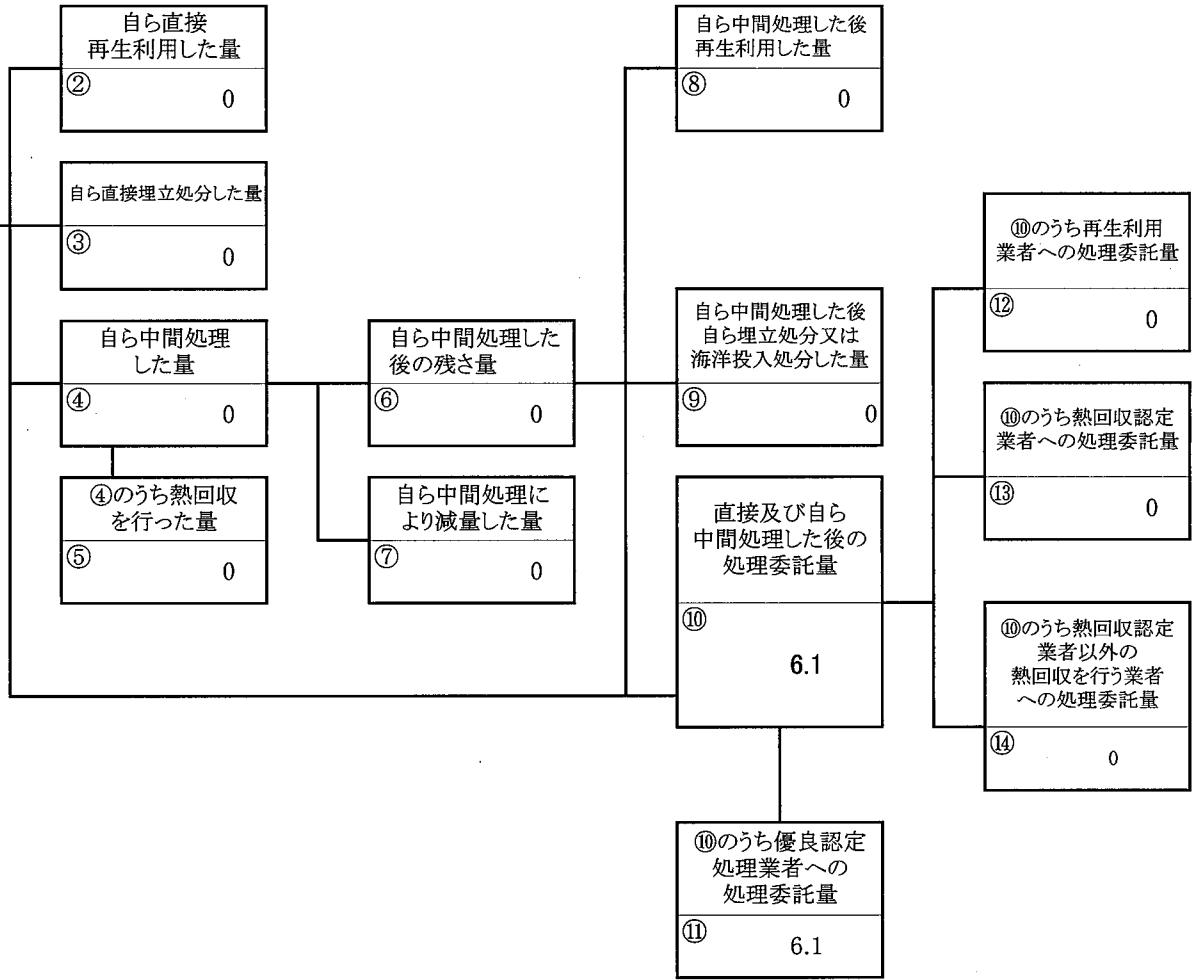 自ら直接
再生利用した量
②
0
自ら直接埋立処分した量
③
0
自ら中間処理
した量
④
0
④のうち熱回収
を行った量
⑤
0
自ら中間処理した
後の残さ量
⑥
0
自ら中間処理に
より減量した量
⑦
0
自ら中間処理した後
再生利用した量
⑧
0
自ら中間処理した後
自ら埋立処分又は
海洋投入処分した量
⑨
0
直接及び自ら
中間処理した後の
処理委託量
⑩
6.1
⑩のうち優良認定
処理業者への
処理委託量
⑪
6.1
⑩のうち再生利用
業者への処理委託量
⑫
0
⑩のうち熱回収認定
業者への処理委託量
⑬
0
⑩のうち熱回収認定
業者以外の
熱回収を行う業者
への処理委託量
⑭
0